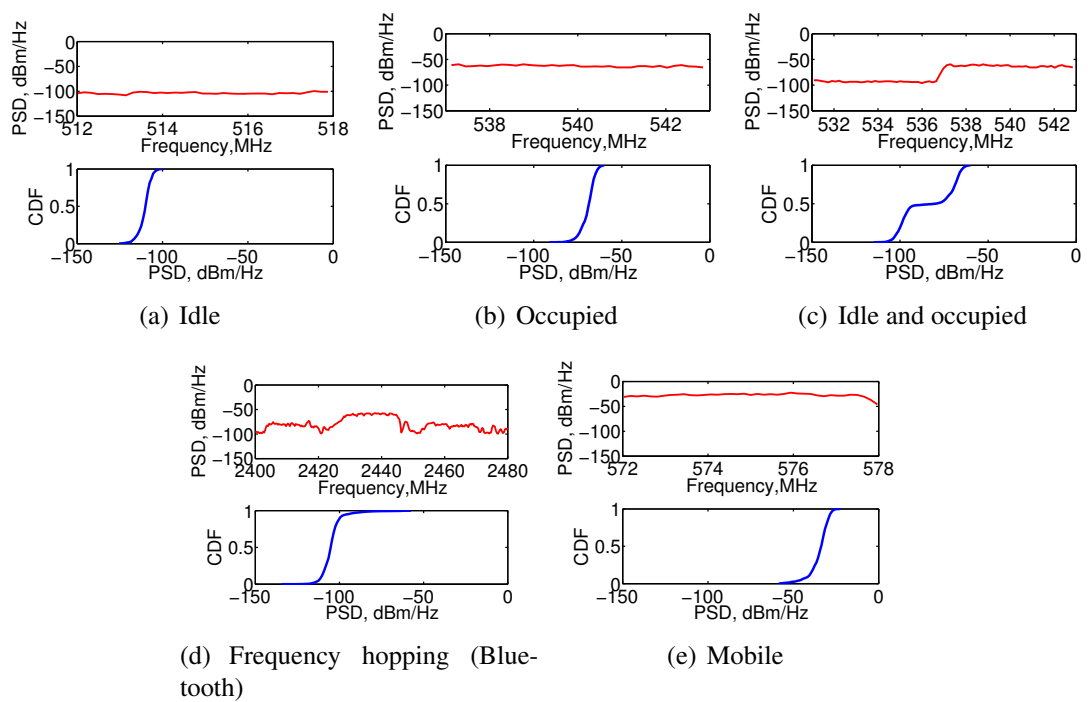 PSD, dBm/Hz
0
−50
−100
−150
512 514 516 518
Frequency,MHz
CDF
1
0.5
0
−150 −100 −50 0
PSD, dBm/Hz
(a) Idle
PSD, dBm/Hz
0
−50
−100
−150
538 540 542
Frequency,MHz
CDF
1
0.5
0
−150 −100 −50 0
PSD, dBm/Hz
(b) Occupied
PSD, dBm/Hz
0
−50
−100
−150
532 534 536 538 540 542
Frequency,MHz
CDF
1
0.5
0
−150 −100 −50 0
PSD, dBm/Hz
(c) Idle and occupied
PSD, dBm/Hz
0
−50
−100
−150
2400 2420 2440 2460 2480
Frequency,MHz
CDF
1
0.5
0
−150 −100 −50 0
PSD, dBm/Hz
(d) Frequency hopping (Blue-
tooth)
PSD, dBm/Hz
0
−50
−100
−150
572 574 576 578
Frequency,MHz
CDF
1
0.5
0
−150 −100 −50 0
PSD, dBm/Hz
(e) Mobile